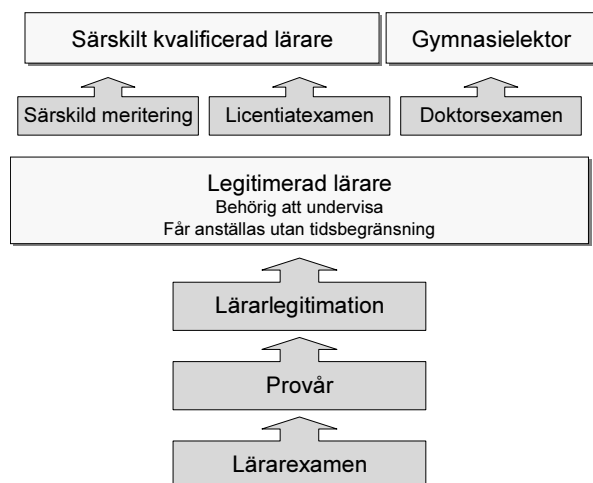 Särskilt kvalificerad lärare
Gymnasielektor
Särskild meritering
Licentiatexamen
Doktorsexamen
Legitimerad lärare
Behörig att undervisa
Får anställas utan tidsbegränsning
Lärarlegitimation
Provår
Lärarexamen